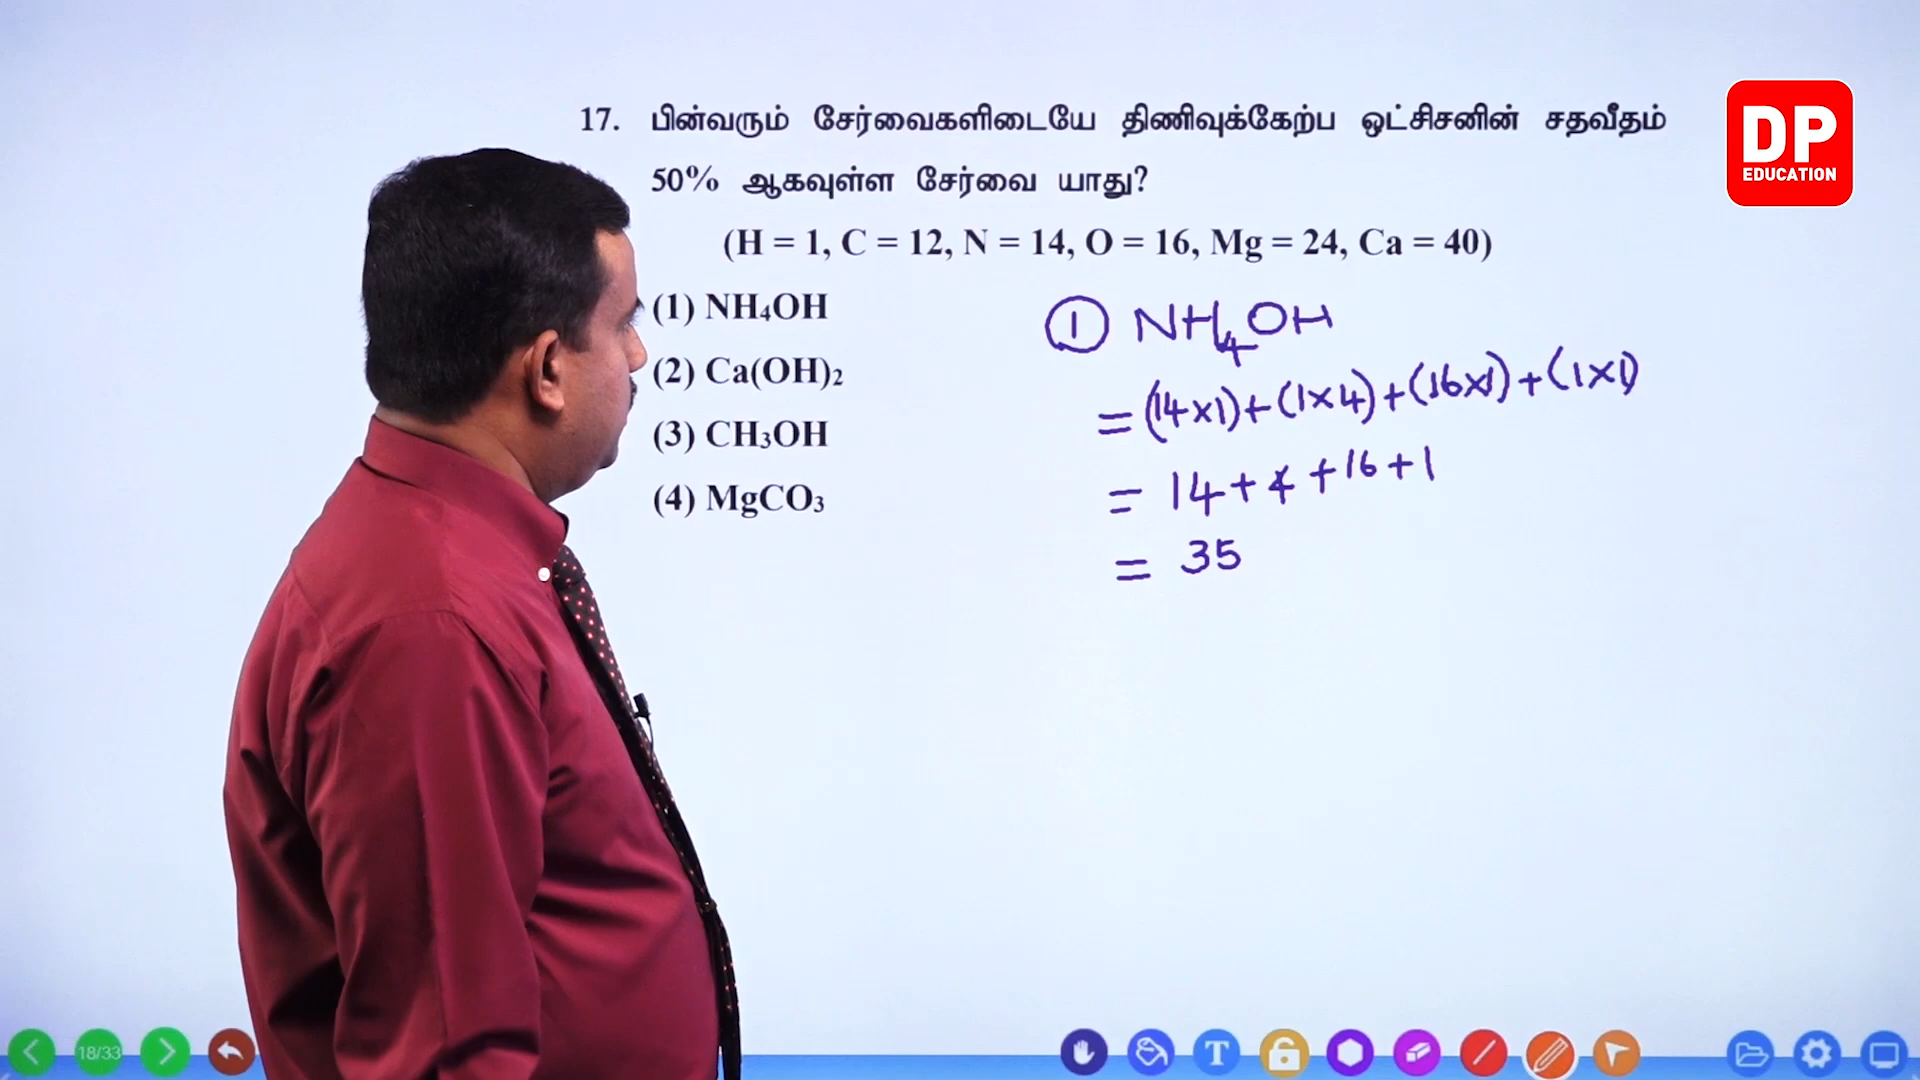 17. பின்வரும் சேர்வைகளிடையே திணிவுக்கேற்ப ஒட்சிசனின் சதவீதம்
50% ஆகவுள்ள சேர்வை யாது?
(H = 1, C = 12, N = 14, O = 16, Mg = 24, Ca = 40)
(1) NH₄OH
(2) Ca(OH)₂
(3) CH₃OH
(4) MgCO₃
① NH₄OH
= (14×1)+(1×4)+(16×1)+(1×1)
= 14+4+16+1
= 35
DP
EDUCATION
18/33
T